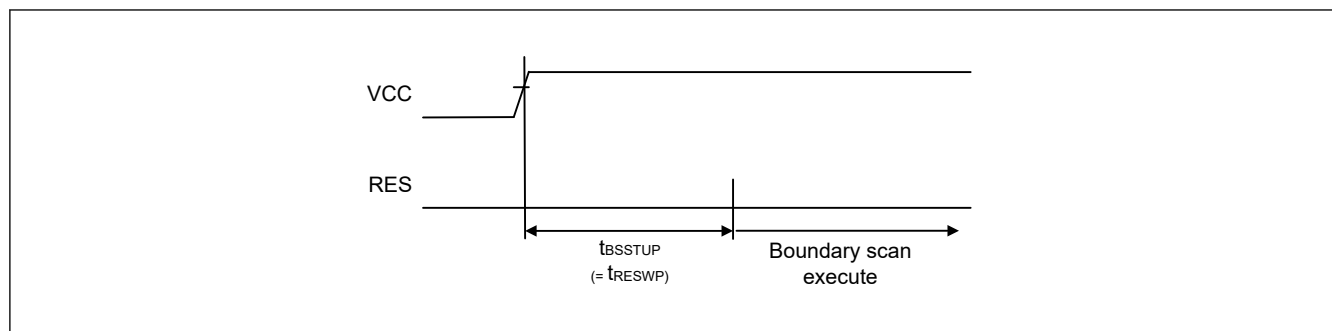 VCC
RES
tBSSTUP
(= tRESWP)
Boundary scan
execute